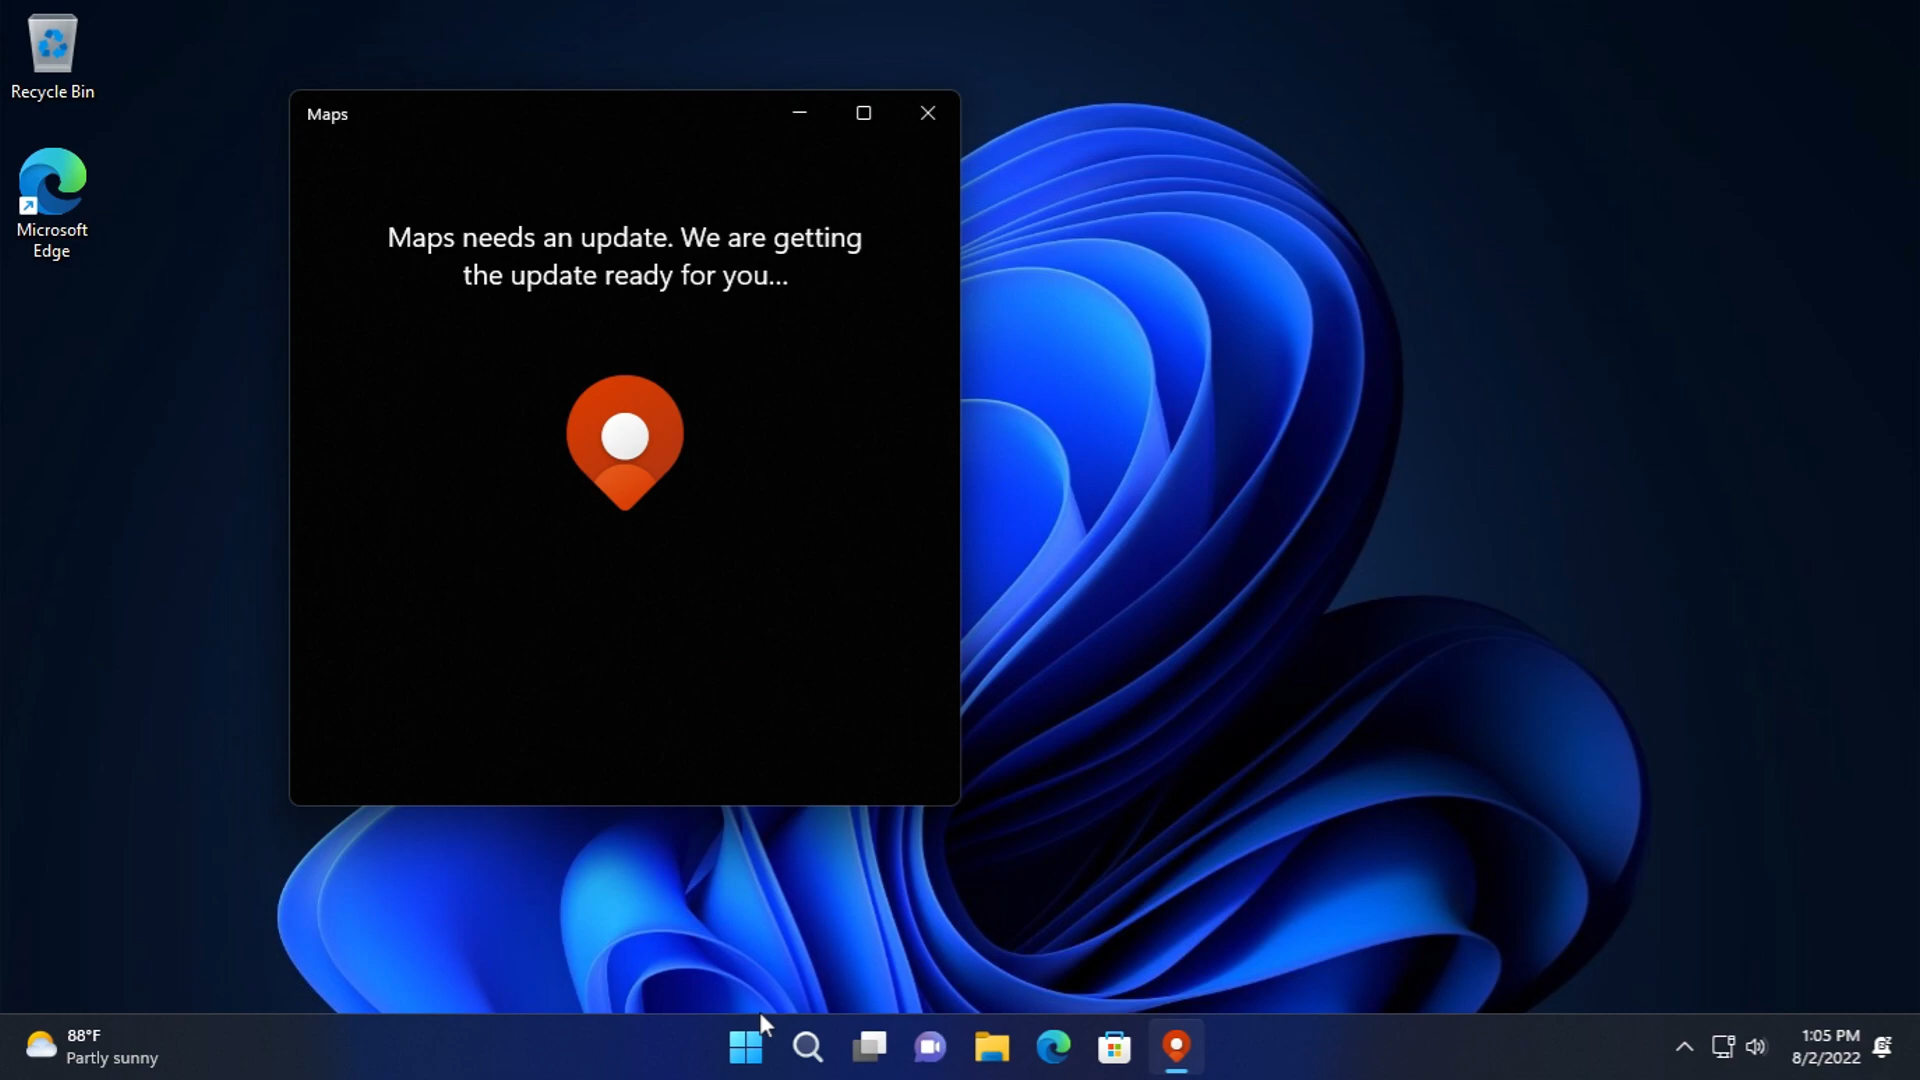 Recycle Bin
Microsoft
Edge
Maps
Maps needs an update. We are getting
the update ready for you...
88°F
Partly sunny
1:05 PM
8/2/2022